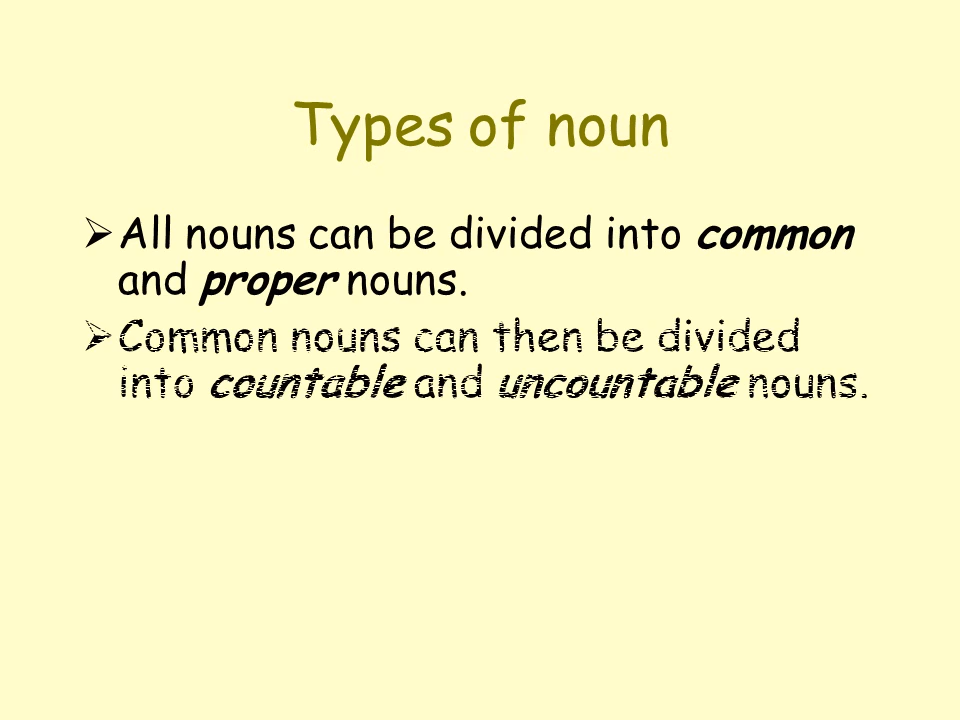 Types of noun
➢ All nouns can be divided into common
and proper nouns.
➢ Common nouns can then be divided
into countable and uncountable nouns.